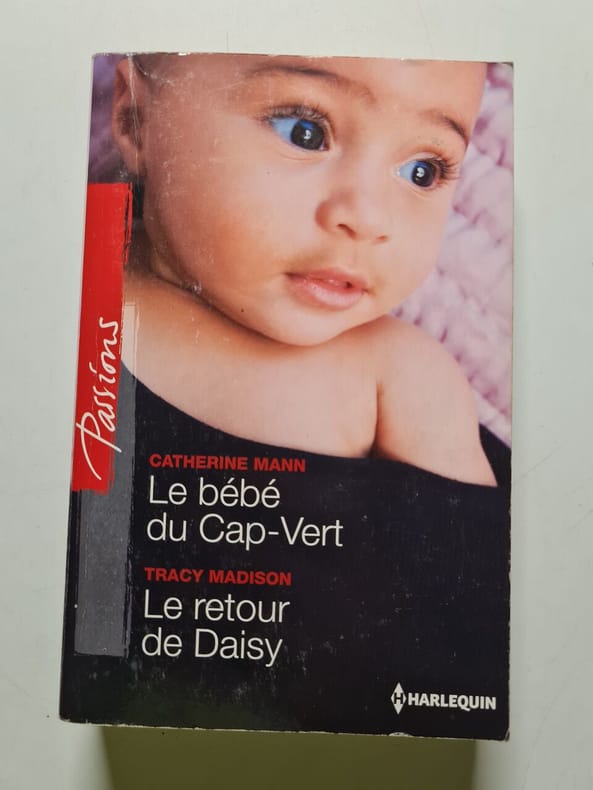 Passions
CATHERINE MANN
Le bébé
du Cap-Vert
TRACY MADISON
Le retour
de Daisy
H HARLEQUIN